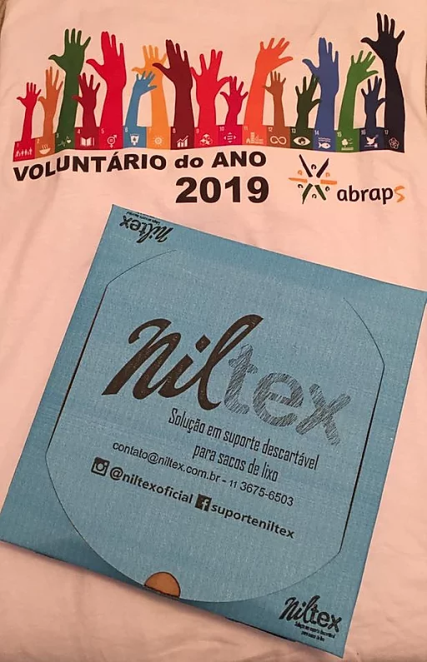 VOLUNTÁRIO do ANO
2019
abraps
Niltex
Niltex
Solução em suporte descartável
para sacos de lixo
contato@niltex.com.br - 11 3675-6503
@niltexoficial suporteniltex
Niltex